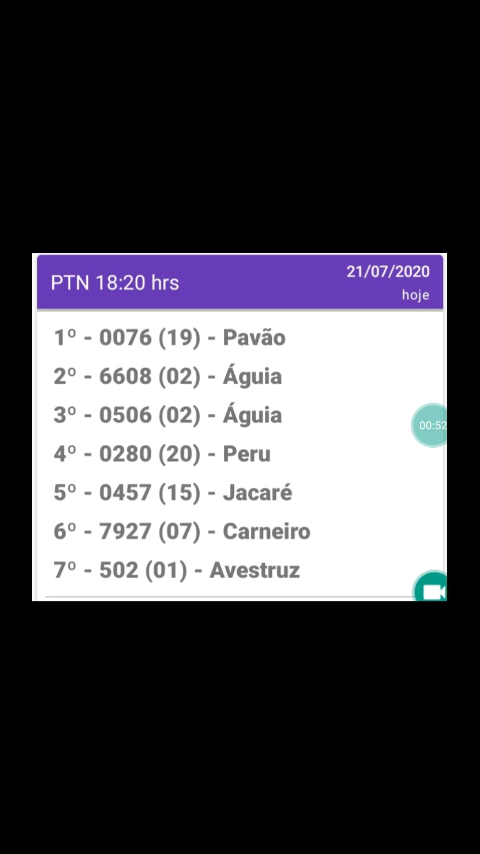 PTN 18:20 hrs
21/07/2020
hoje
1º - 0076 (19) - Pavão
2º - 6608 (02) - Águia
3º - 0506 (02) - Águia
00:52
4º - 0280 (20) - Peru
5º - 0457 (15) - Jacaré
6º - 7927 (07) - Carneiro
7º - 502 (01) - Avestruz